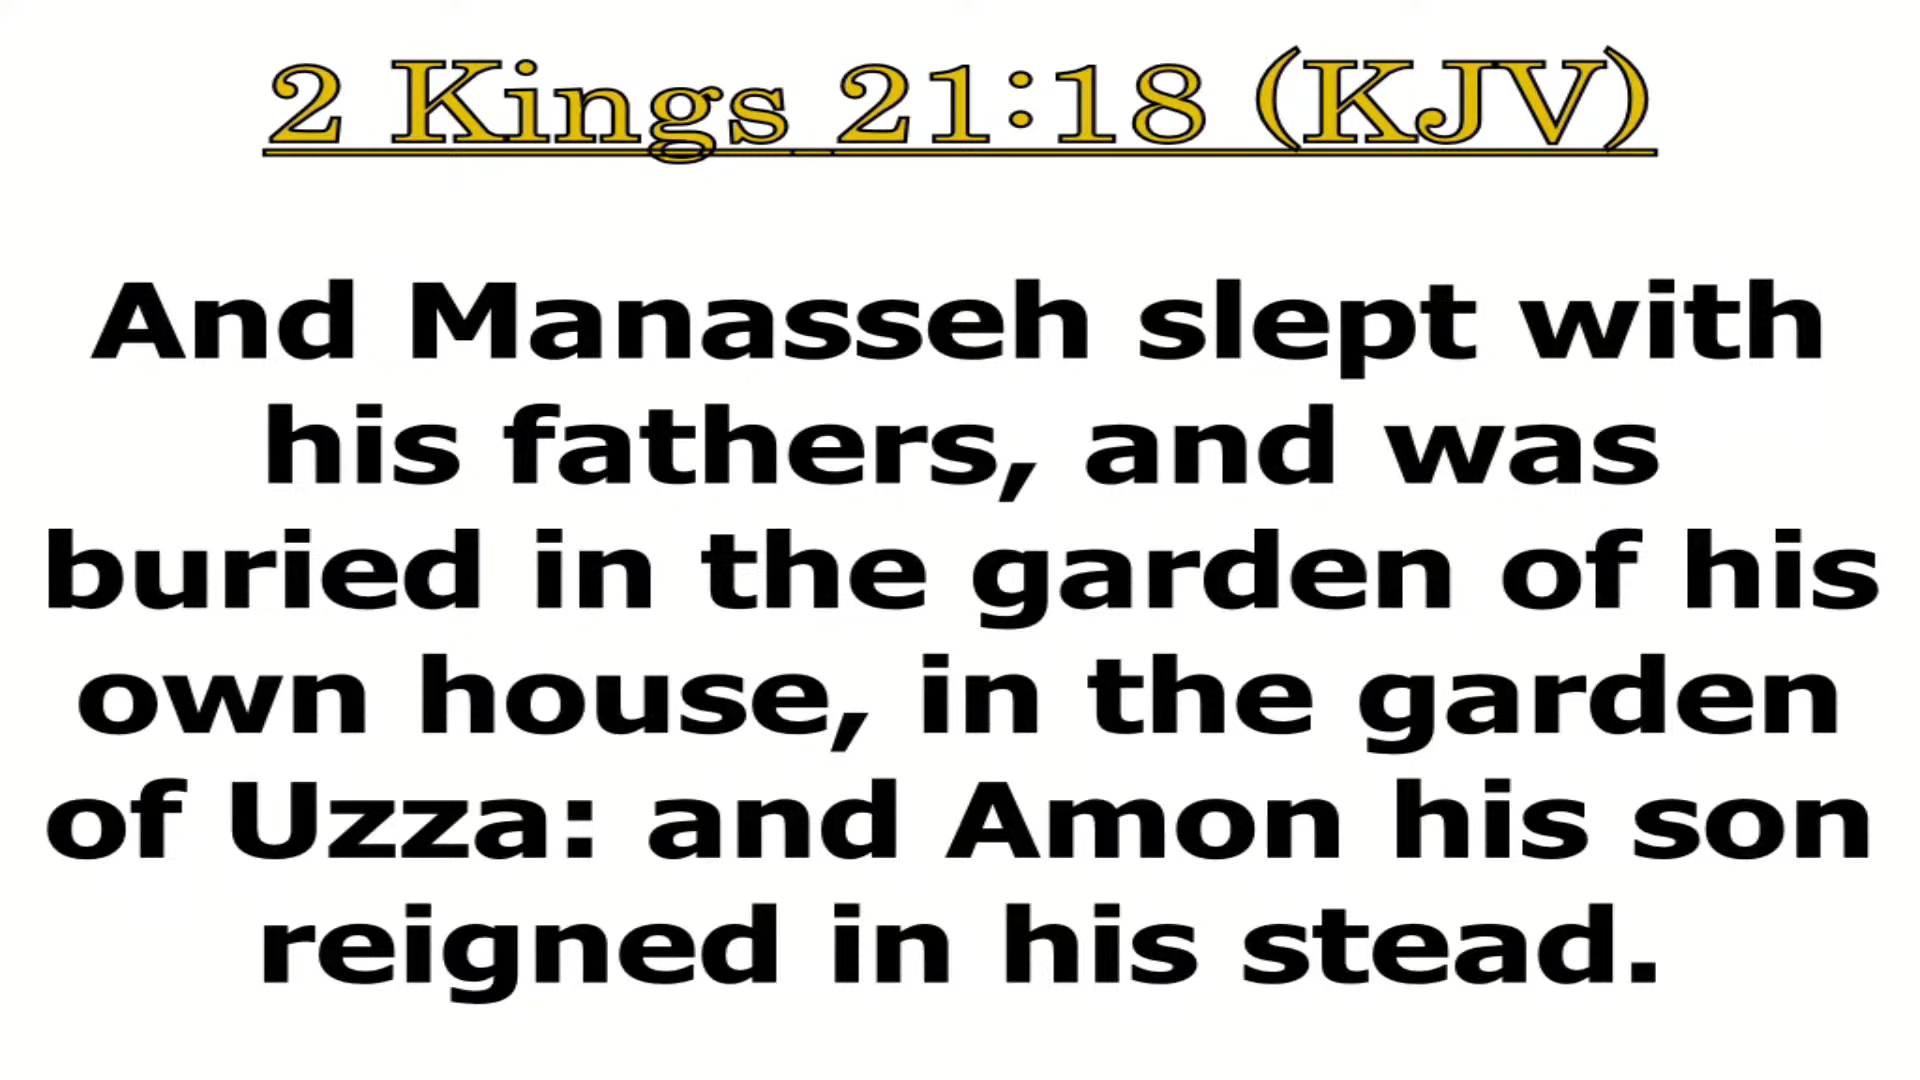 2 Kings 21:18 (KJV)
And Manasseh slept with
his fathers, and was
buried in the garden of his
own house, in the garden
of Uzza: and Amon his son
reigned in his stead.